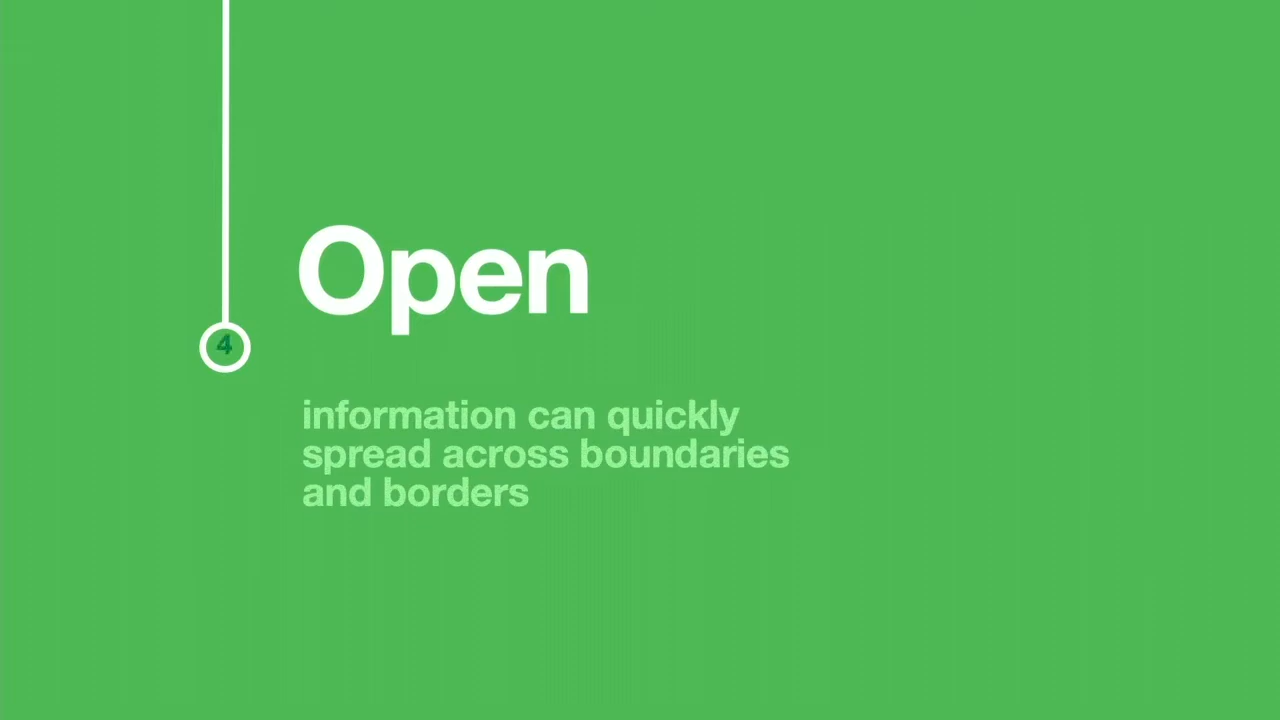 Open
4
information can quickly
spread across boundaries
and borders